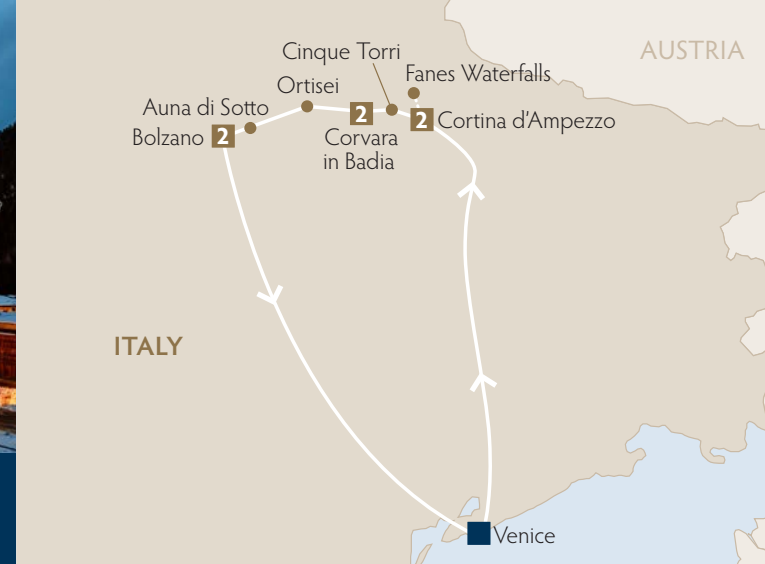 AUSTRIA
Cinque Torri
Fanes Waterfalls
Ortisei
Auna di Sotto
2
2 Cortina d’Ampezzo
Bolzano 2
Corvara
in Badia
ITALY
Venice